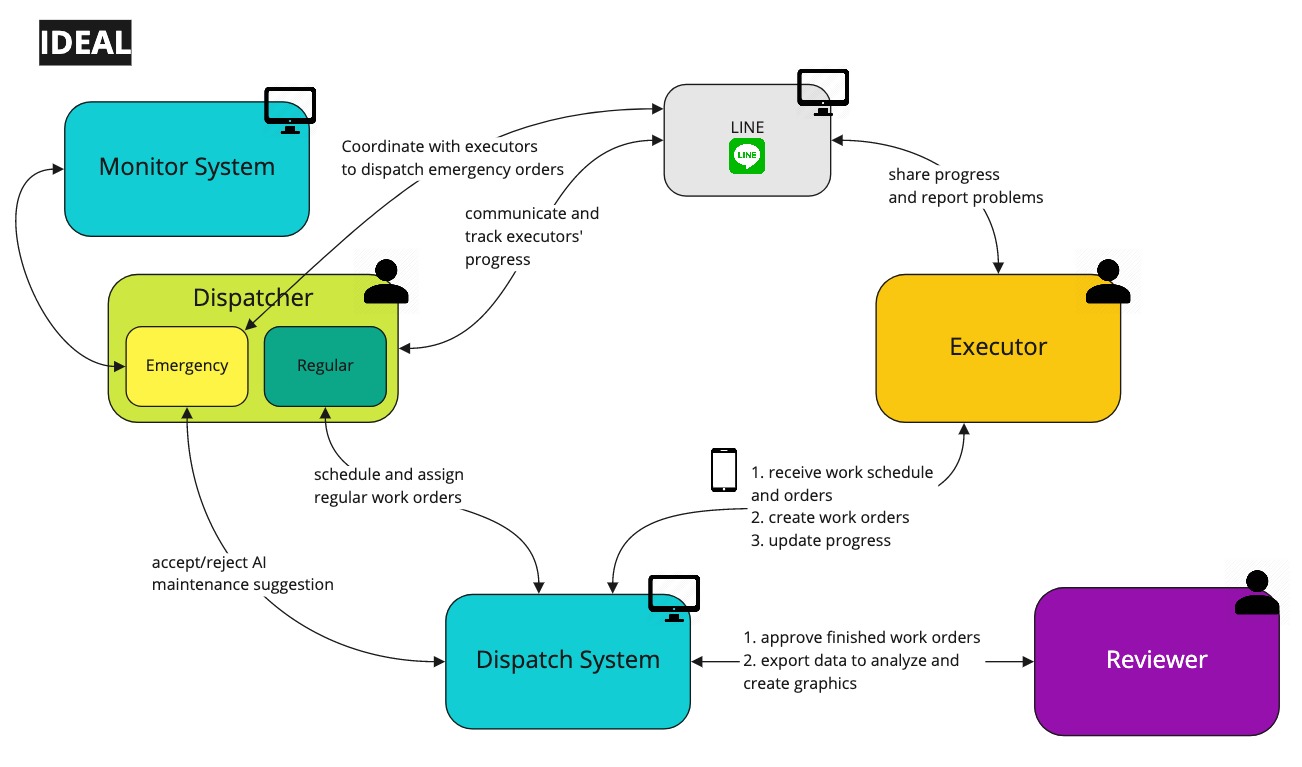 IDEAL
Monitor System
LINE
LINE
Coordinate with executors
to dispatch emergency orders
share progress
and report problems
communicate and
track executors'
progress
Dispatcher
Emergency
Regular
Executor
schedule and assign
regular work orders
1. receive work schedule
and orders
2. create work orders
3. update progress
accept/reject AI
maintenance suggestion
Dispatch System
1. approve finished work orders
2. export data to analyze and
create graphics
Reviewer